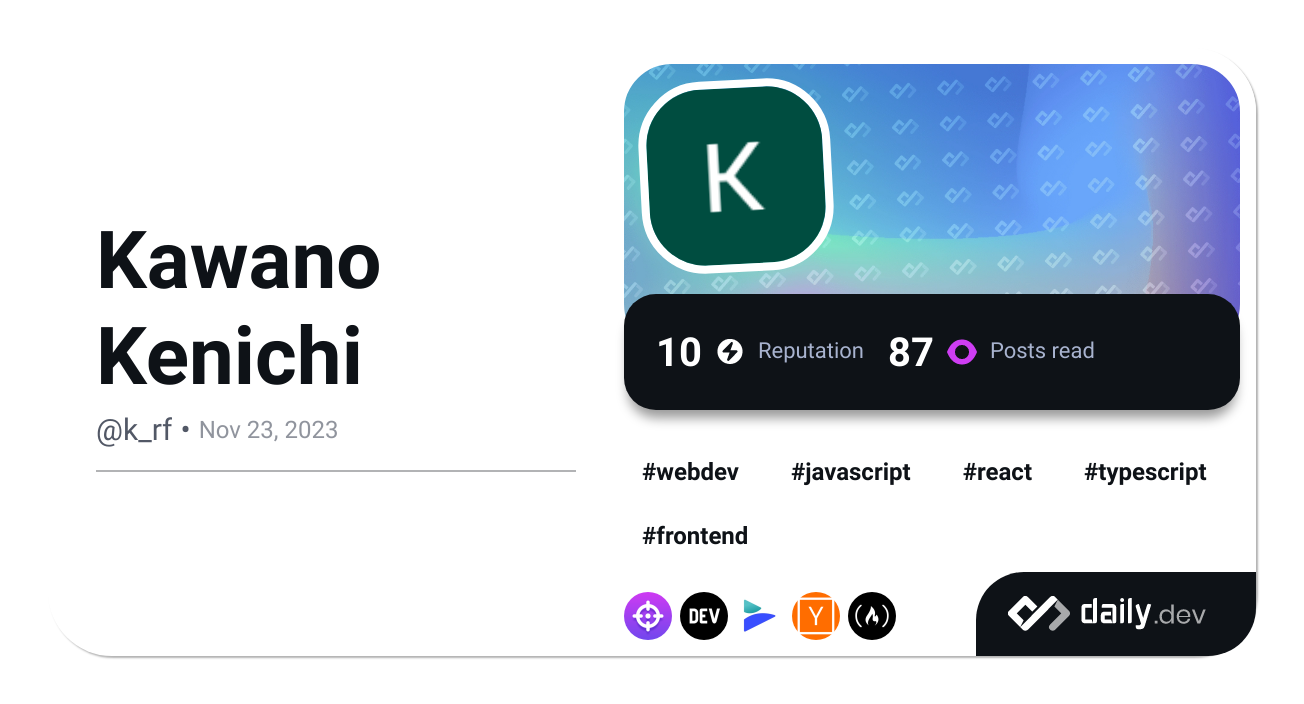 Kawano
Kenichi
@k_rf • Nov 23, 2023
K
10 Reputation 87 Posts read
#webdev #javascript #react #typescript
#frontend
DEV Y
daily.dev